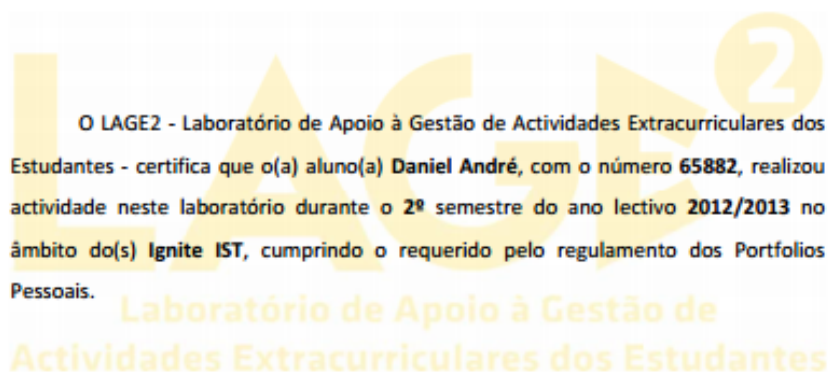 LAGE2
O LAGE2 - Laboratório de Apoio à Gestão de Actividades Extracurriculares dos
Estudantes - certifica que o(a) aluno(a) Daniel André, com o número 65882, realizou
actividade neste laboratório durante o 2º semestre do ano lectivo 2012/2013 no
âmbito do(s) Ignite IST, cumprindo o requerido pelo regulamento dos Portfolios
Pessoais.
Laboratório de Apoio à Gestão de
Actividades Extracurriculares dos Estudantes